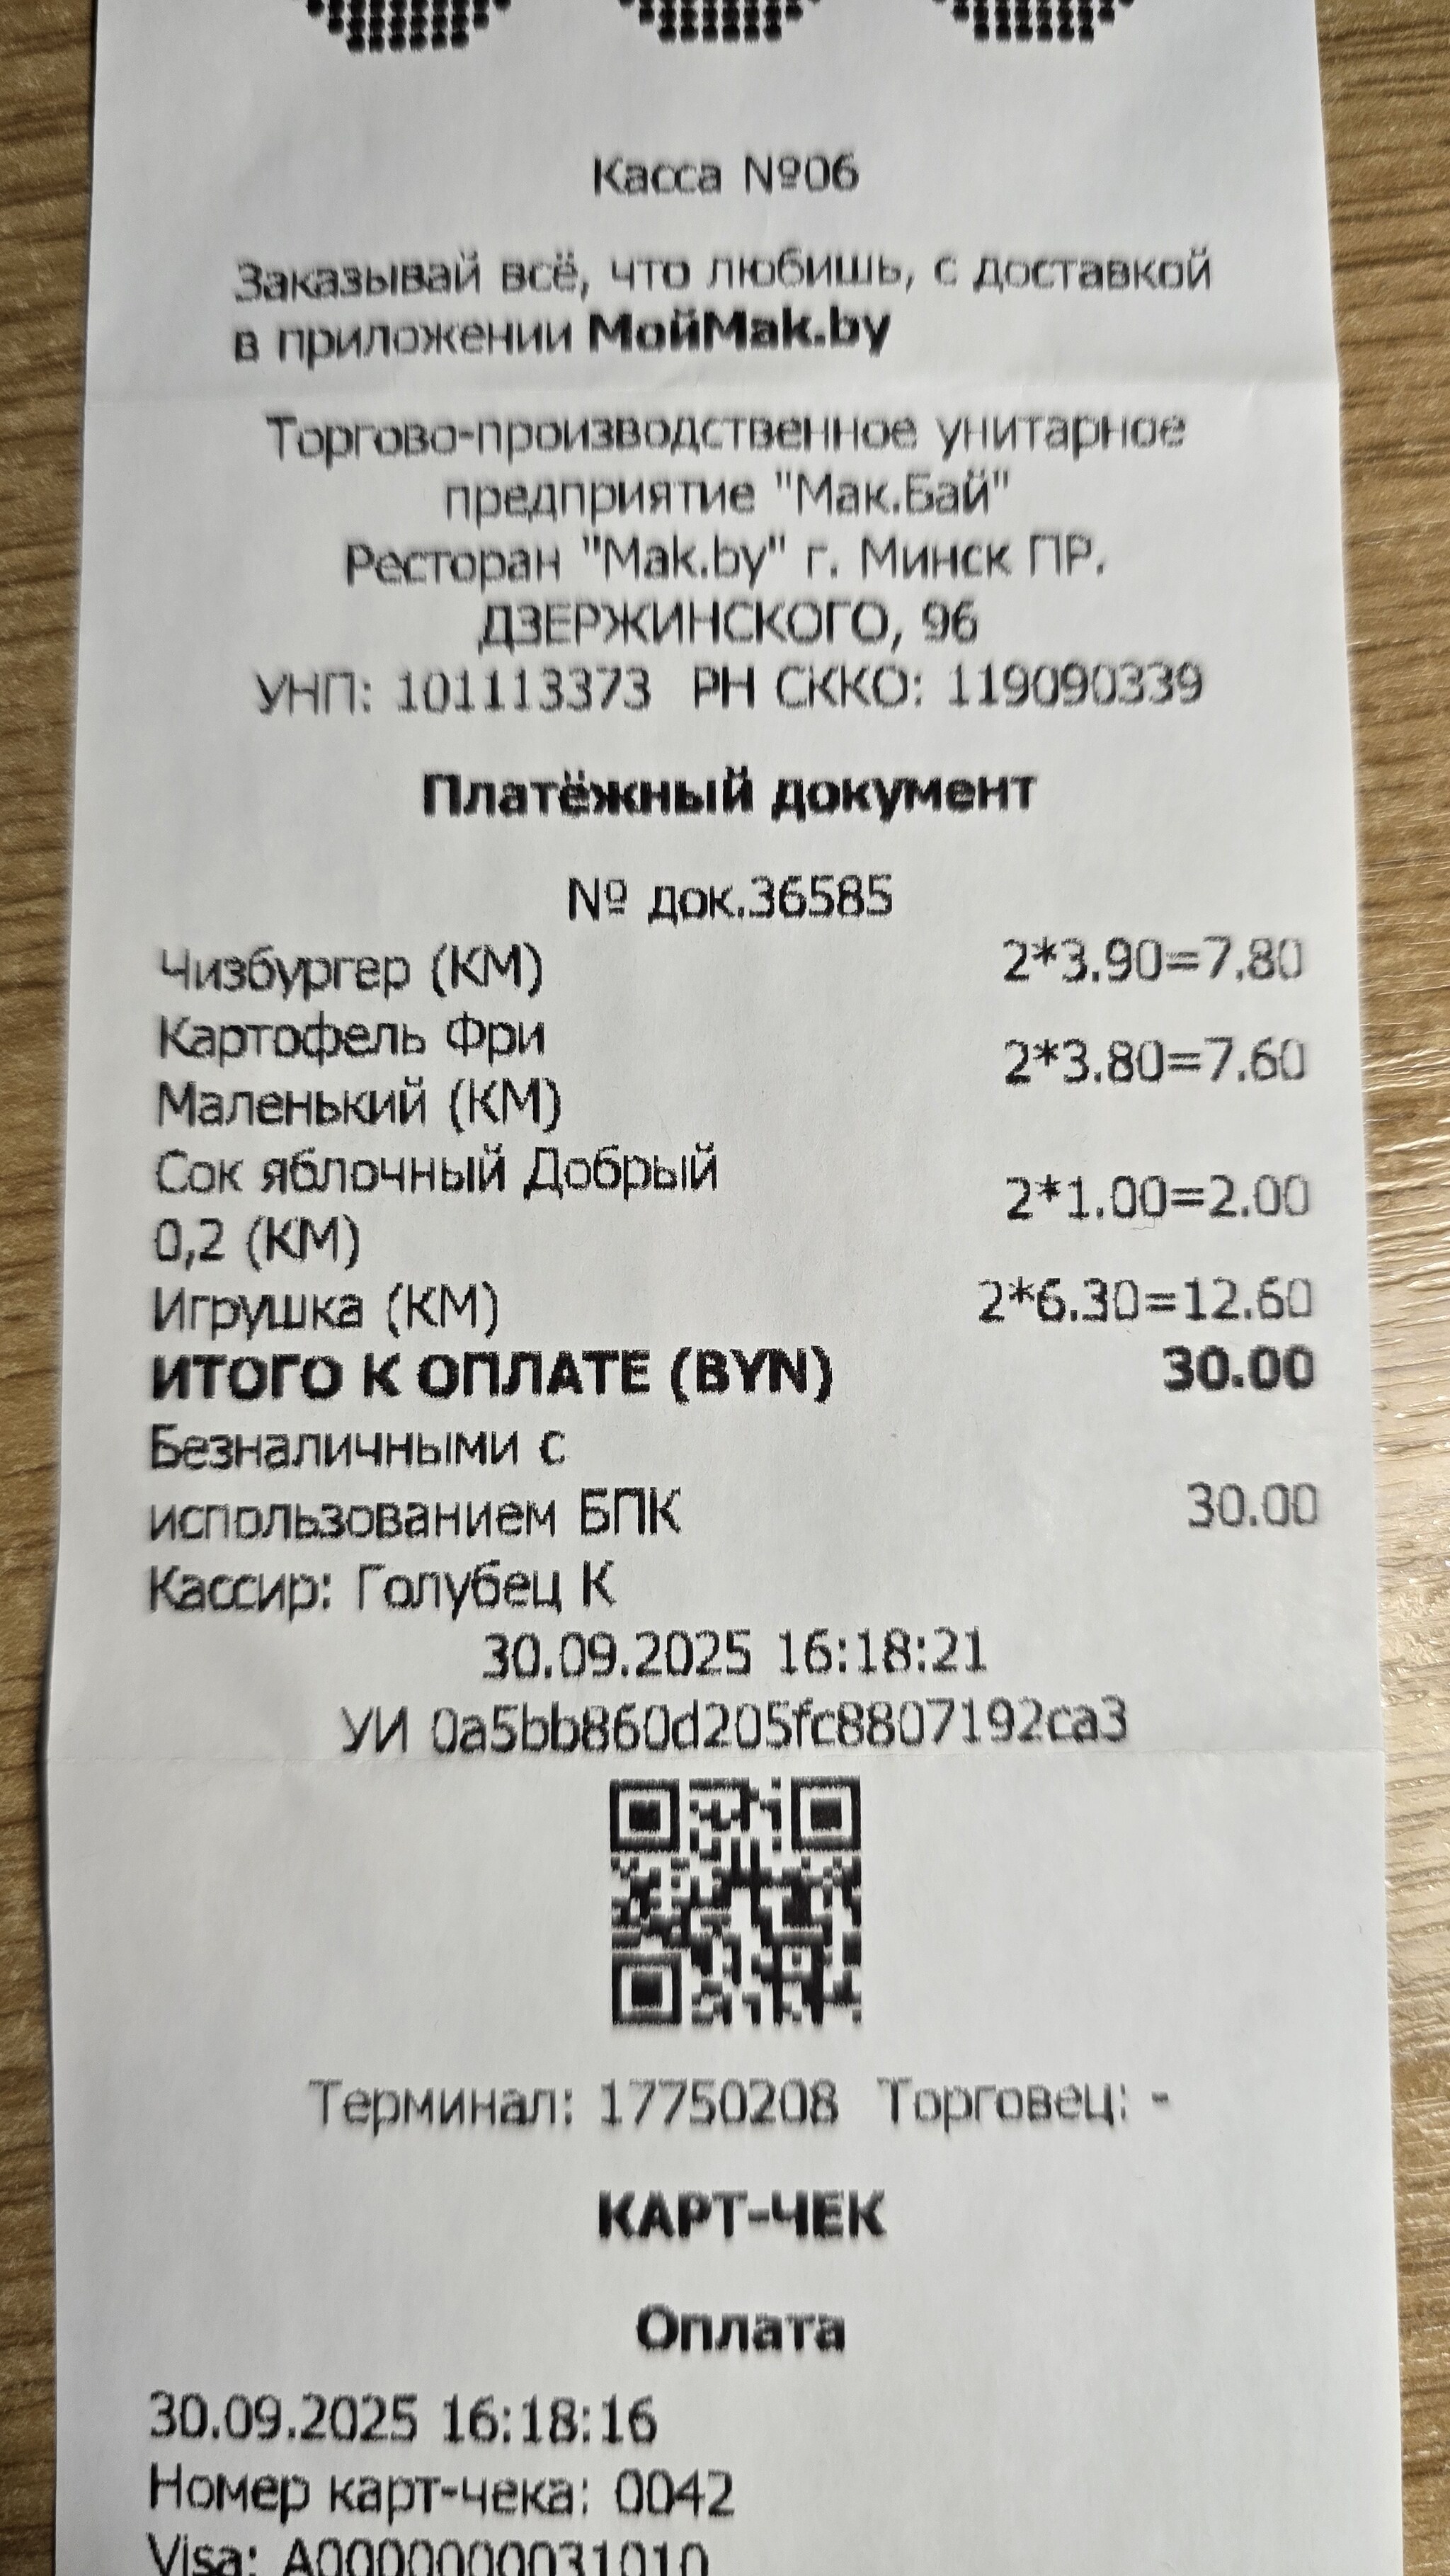 Касса №06
Заказывай всё, что любишь, с доставкой
в приложении МойMak.by
Торгово-производственное унитарное
предприятие "Мак.Бай"
Ресторан "Mak.by" г. Минск ПР.
ДЗЕРЖИНСКОГО, 96
УНП: 101113373 РН СККО: 119090339
Платёжный документ
№ док.36585
Чизбургер (КМ) 2*3.90=7.80
Картофель Фри
Маленький (КМ) 2*3.80=7.60
Сок яблочный Добрый
0,2 (КМ) 2*1.00=2.00
Игрушка (КМ) 2*6.30=12.60
ИТОГО К ОПЛАТЕ (BYN) 30.00
Безналичными с
использованием БПК 30.00
Кассир: Голубец К
30.09.2025 16:18:21
УИ 0a5bb860d205fc8807192ca3
Терминал: 17750208 Торговец: -
КАРТ-ЧЕК
Оплата
30.09.2025 16:18:16
Номер карт-чека: 0042
Visa: A0000000031010